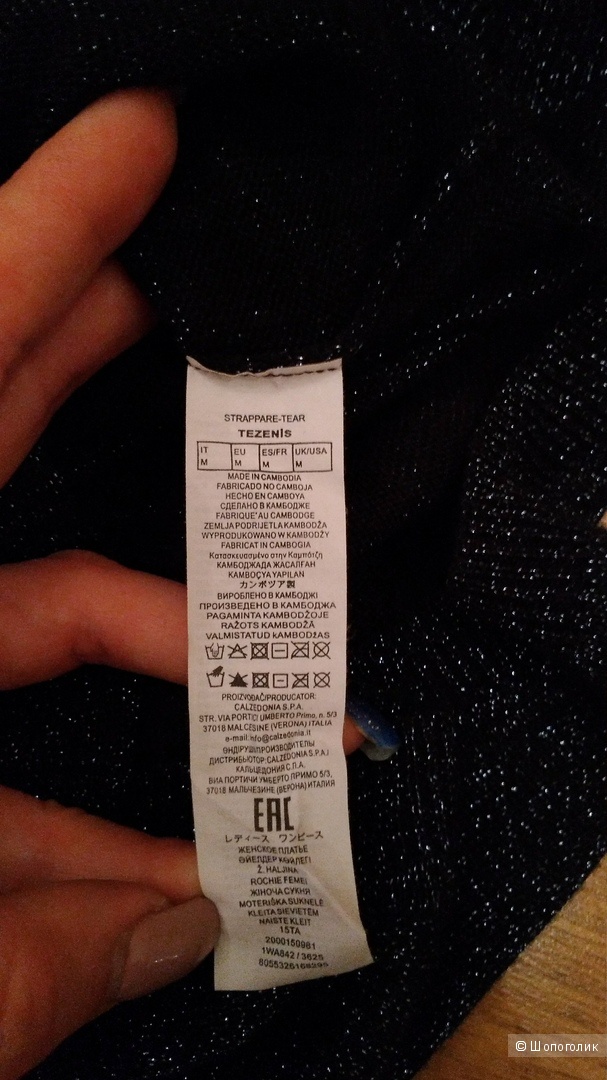 STRAPPARE-TEAR
TEZENIS
IT EU ES/FR UK/USA
M M M M
MADE IN CAMBODIA
FABRICADO NO CAMBOJA
HECHO EN CAMBOYA
СДЕЛАНО В КАМБОДЖЕ
FABRIQUE'AU CAMBODGE
ZEMLJA PODRIJETLA KAMBODŽA
WYPRODUKOWANO W KAMBODŻY
FABRICAT IN CAMBOGIA
Κατασκευασμένο στην Καμπότζη
КАМБОДЖАДА ЖАСАЛҒАН
KAMBOÇYA YAPILAN
カンボツア製
ВИРОБЛЕНО В КАМБОДЖІ
ПРОИЗВЕДЕНО В КАМБОДЖА
PAGAMINTA KAMBODŽOJE
RAŽOTS KAMBODŽĀ
VALMISTATUD KAMBODžAS
PROIZVOĐAČ/PRODUCATOR:
CALZEDONIA S.P.A.
STR. VIA PORTICI UMBERTO Primo, n. 5/3
37018 MALCESINE (VERONA) ITALIA
e-mail:info@calzedonia.it
ӨНДІРУШІ/ПРОИЗВОДИТЕЛЬ/
ДИСТРИБЬЮТОР:CALZEDONIA S.P.A./
КАЛЬЦЕДОНИЯ С.П.А.
ВИА ПОРТИЧИ УМБЕРТО ПРИМО 5/3,
37018 МАЛЬЧЕЗИНЕ (ВЕРОНА) ИТАЛИЯ
EAC
レディース ワンピース
ЖЕНСКОЕ ПЛАТЬЕ
ӘЙЕЛДЕР КӨЙЛЕГІ
Ž. HALJINA
ROCHIE FEMEI
ЖІНОЧА СУКНЯ
MOTERIŠKA SUKNELĖ
KLEITA SIEVIETĒM
NAISTE KLEIT
15TA
2000150981
1WA842 / 3625
© Шопоголик